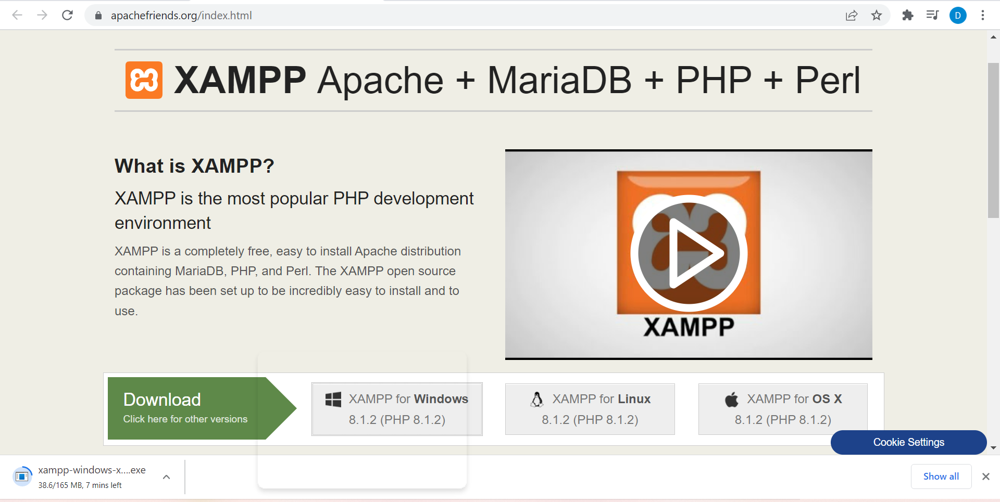 apachefriends.org/index.html
D
XAMPP Apache + MariaDB + PHP + Perl
What is XAMPP?
XAMPP is the most popular PHP development
environment
XAMPP is a completely free, easy to install Apache distribution
containing MariaDB, PHP, and Perl. The XAMPP open source
package has been set up to be incredibly easy to install and to
use.
XAMPP
Download
Click here for other versions
XAMPP for Windows
8.1.2 (PHP 8.1.2)
XAMPP for Linux
8.1.2 (PHP 8.1.2)
XAMPP for OS X
8.1.2 (PHP 8.1.2)
Cookie Settings
xampp-windows-x....exe
38.6/165 MB, 7 mins left
Show all